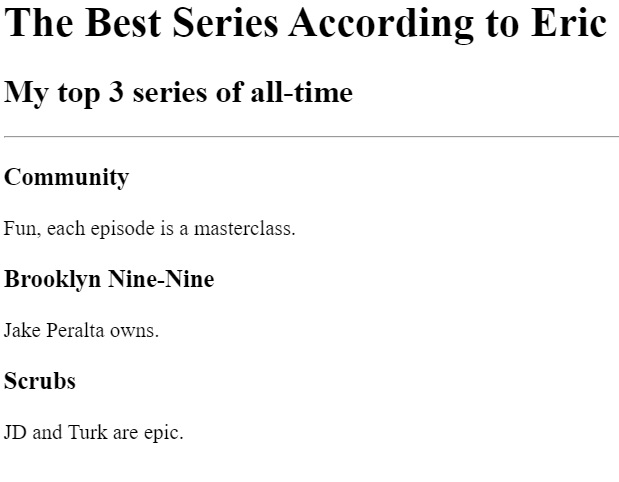 The Best Series According to Eric
My top 3 series of all-time
Community
Fun, each episode is a masterclass.
Brooklyn Nine-Nine
Jake Peralta owns.
Scrubs
JD and Turk are epic.